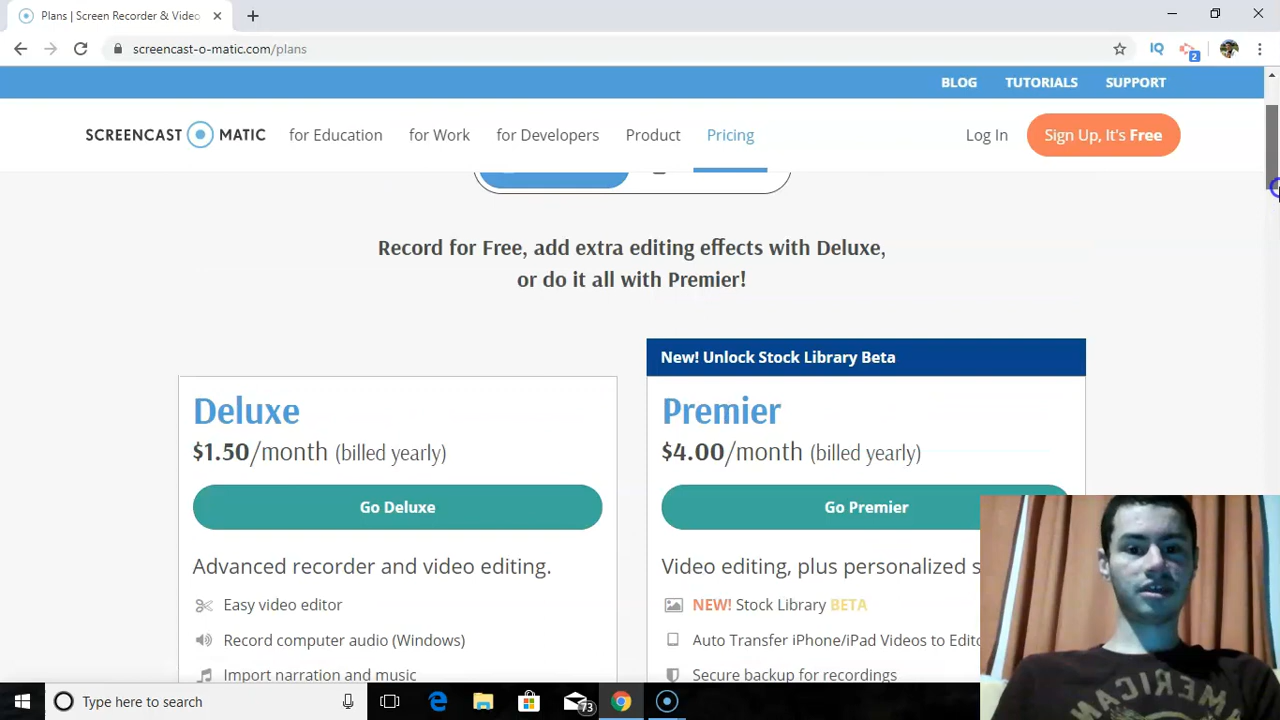 Plans | Screen Recorder & Video
screencast-o-matic.com/plans
IQ
2
BLOG TUTORIALS SUPPORT
SCREENCAST MATIC for Education for Work for Developers Product Pricing Log In Sign Up, It's Free
Record for Free, add extra editing effects with Deluxe,
or do it all with Premier!
New! Unlock Stock Library Beta
Deluxe
$1.50/month (billed yearly)
Go Deluxe
Advanced recorder and video editing.
Easy video editor
Record computer audio (Windows)
Import narration and music
Premier
$4.00/month (billed yearly)
Go Premier
Video editing, plus personalized
NEW! Stock Library BETA
Auto Transfer iPhone/iPad Videos to
Secure backup for recordings
AMERICAN
Type here to search
73